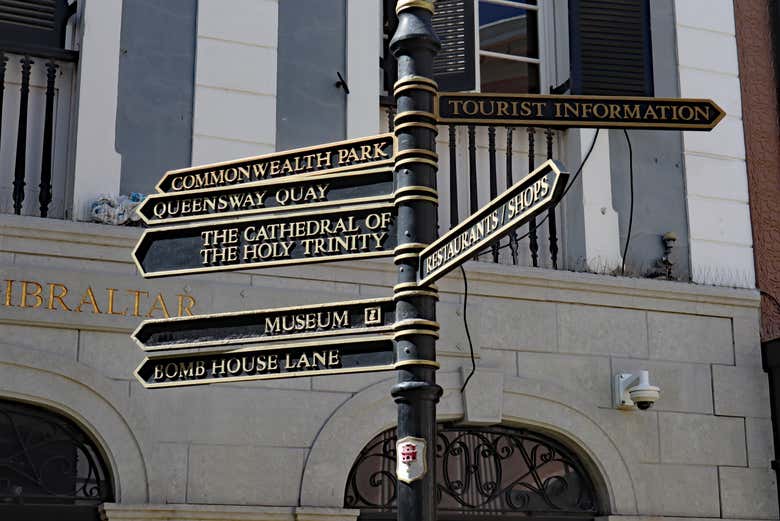 TOURIST INFORMATION
COMMONWEALTH PARK
QUEENSWAY QUAY
THE CATHEDRAL OF
THE HOLY TRINITY
RESTAURANTS / SHOPS
GIBRALTAR
MUSEUM i
BOMB HOUSE LANE